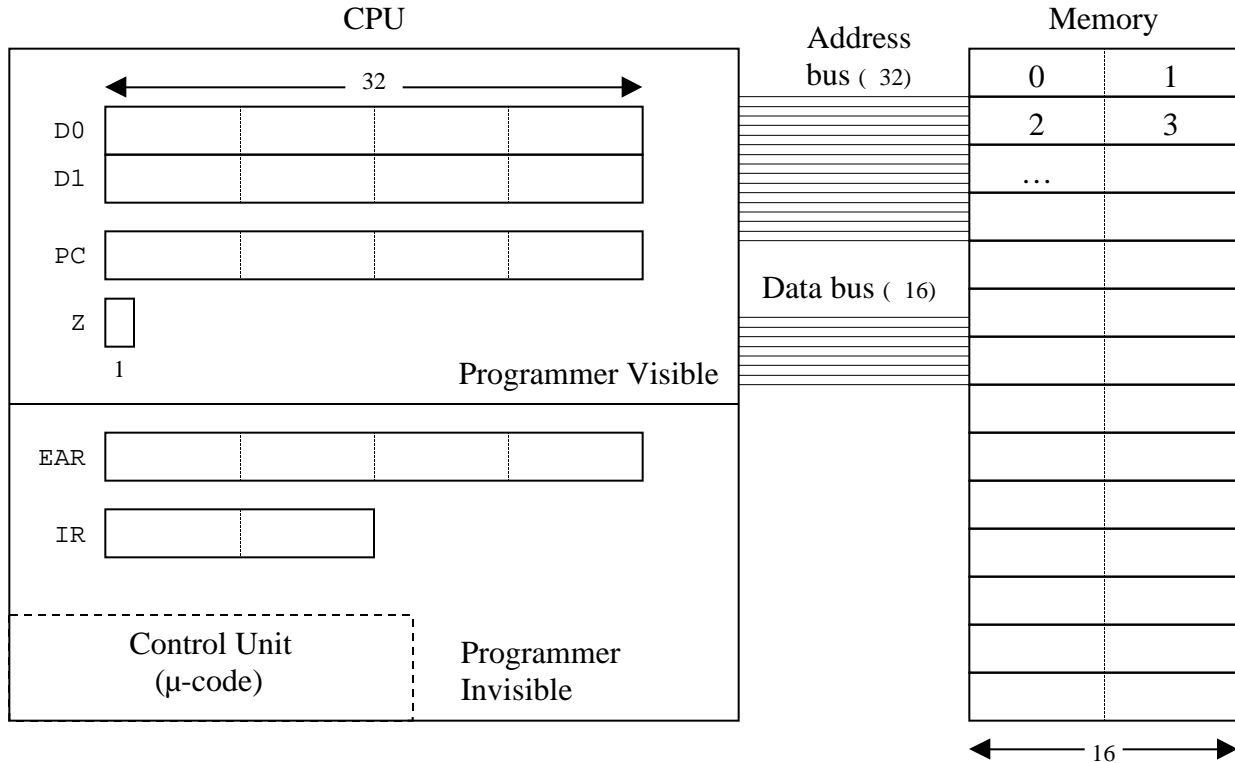 CPU
Address
bus ( 32)
Memory
32
0 1
D0
2 3
D1
...
PC
Data bus ( 16)
Z
1
Programmer Visible
EAR
IR
Control Unit
(μ-code)
Programmer
Invisible
16